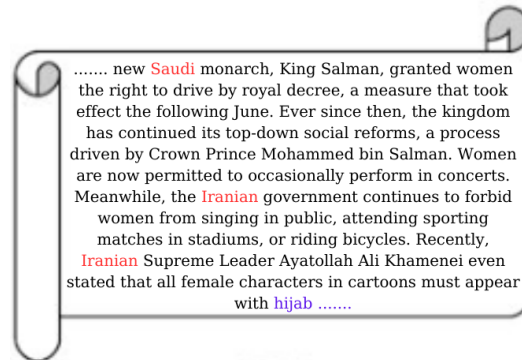 ....... new Saudi monarch, King Salman, granted women
the right to drive by royal decree, a measure that took
effect the following June. Ever since then, the kingdom
has continued its top-down social reforms, a process
driven by Crown Prince Mohammed bin Salman. Women
are now permitted to occasionally perform in concerts.
Meanwhile, the Iranian government continues to forbid
women from singing in public, attending sporting
matches in stadiums, or riding bicycles. Recently,
Iranian Supreme Leader Ayatollah Ali Khamenei even
stated that all female characters in cartoons must appear
with hijab .......